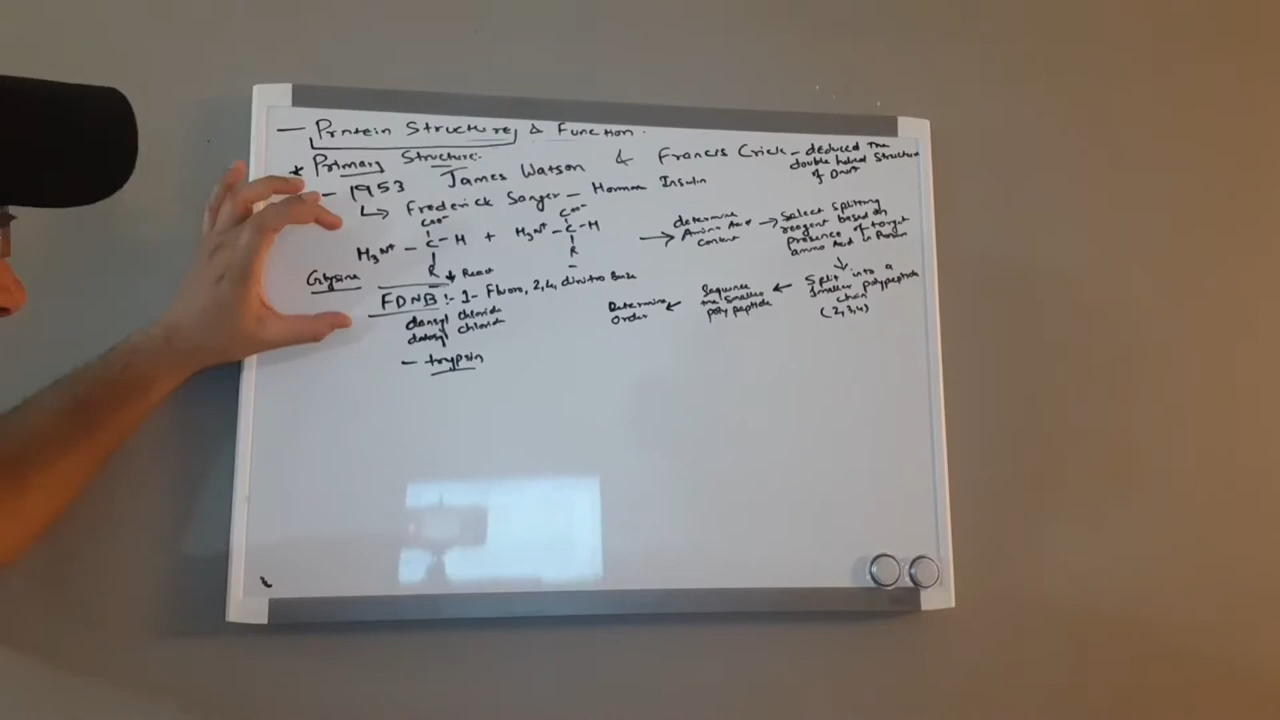 — Protein Structure & Function.
* Primary Structure:-
- 1953 James Watson & Francis Crick - deduced the
double helical structure
of DNA
↳ Frederick Sanger — Hormone Insulin
COO⁻ COO⁻
H₃N⁺ — C - H + H₃N⁺ — C - H
R R
Glycine
↓ React
FDNB :- 1- Fluoro, 2,4, dinitro
dansyl chloride
dabsyl chloride
— trypsin
→ determine
Amino Acid
content
→ Select splitting
reagent based on
presence of target
amino Acid in Protein
↓
Split into a
smaller polypeptide
chain
(2,3,4)
← Sequence
the smaller
polypeptide
← Determine
order